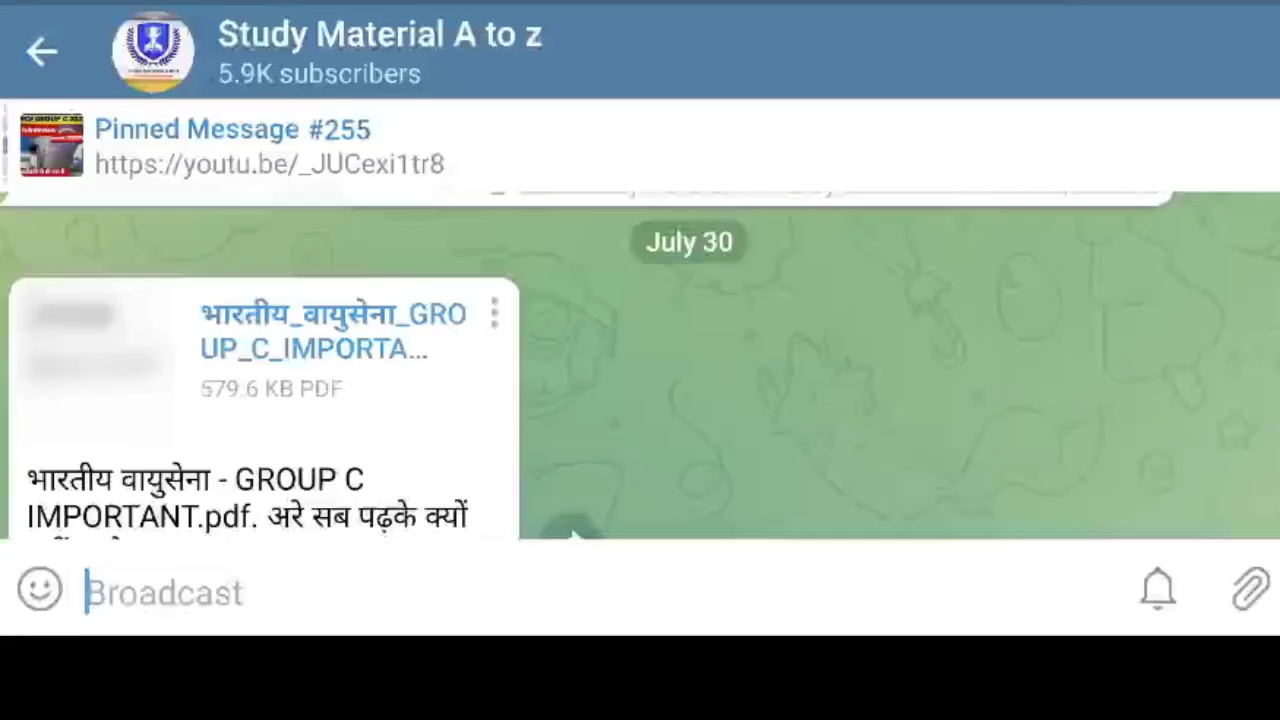 Study Material A to z
5.9K subscribers
Pinned Message #255
https://youtu.be/_JUCexi1tr8
July 30
भारतीय_वायुसेना_GRO
UP_C_IMPORTA...
579.6 KB PDF
भारतीय वायुसेना - GROUP C
IMPORTANT.pdf. अरे सब पढ़के क्यों
Broadcast